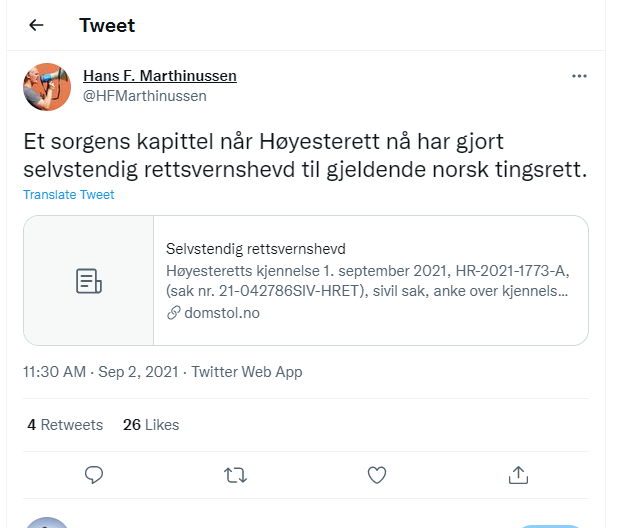 Tweet
Hans F. Marthinussen
@HFMarthinussen
Et sorgens kapittel når Høyesterett nå har gjort
selvstendig rettsvernshevd til gjeldende norsk tingsrett.
Translate Tweet
Selvstendig rettsvernshevd
Høyesteretts kjennelse 1. september 2021, HR-2021-1773-A,
(sak nr. 21-042786SIV-HRET), sivil sak, anke over kjennels...
domstol.no
11:30 AM · Sep 2, 2021 · Twitter Web App
4 Retweets 26 Likes